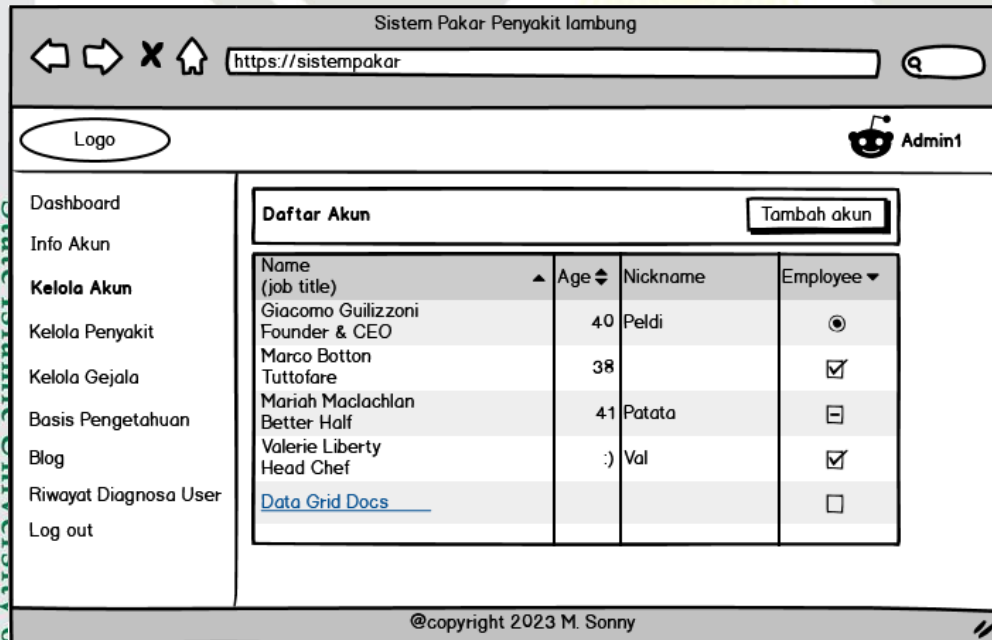 Sistem Pakar Penyakit lambung
https://sistempakar
Logo
Admin1
Dashboard
Info Akun
Kelola Akun
Kelola Penyakit
Kelola Gejala
Basis Pengetahuan
Blog
Riwayat Diagnosa User
Log out
Daftar Akun
Tambah akun
Name
(job title)
Age
Nickname
Employee
Giacomo Guilizzoni
Founder & CEO
40
Peldi
Marco Botton
Tuttofare
38
Mariah Maclachlan
Better Half
41
Patata
Valerie Liberty
Head Chef
:)
Val
Data Grid Docs
@copyright 2023 M. Sonny